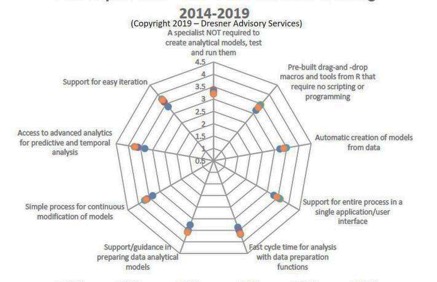 2014-2019
(Copyright 2019 – Dresner Advisory Services)
A specialist NOT required to
create analytical models, test
and run them
4.5
4
3.5
3
2.5
2
1.5
1
0.5
Pre-built drag-and -drop
macros and tools from R that
require no scripting or
programming
Automatic creation of models
from data
Support for entire process in a
single application/user
interface
Fast cycle time for analysis
with data preparation
functions
Support/guidance in
preparing data analytical
models
Simple process for continuous
modification of models
Access to advanced analytics
for predictive and temporal
analysis
Support for easy iteration